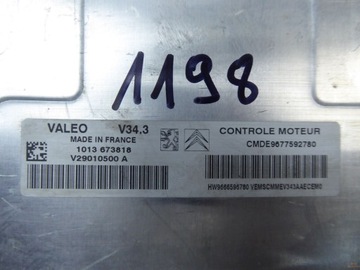 1198
VALEO V34.3
MADE IN FRANCE
1013 673818
V29010500 A
CONTROLE MOTEUR
CMDE9677592780
HW9666596780 VEMSCMMEV343AAECEM0